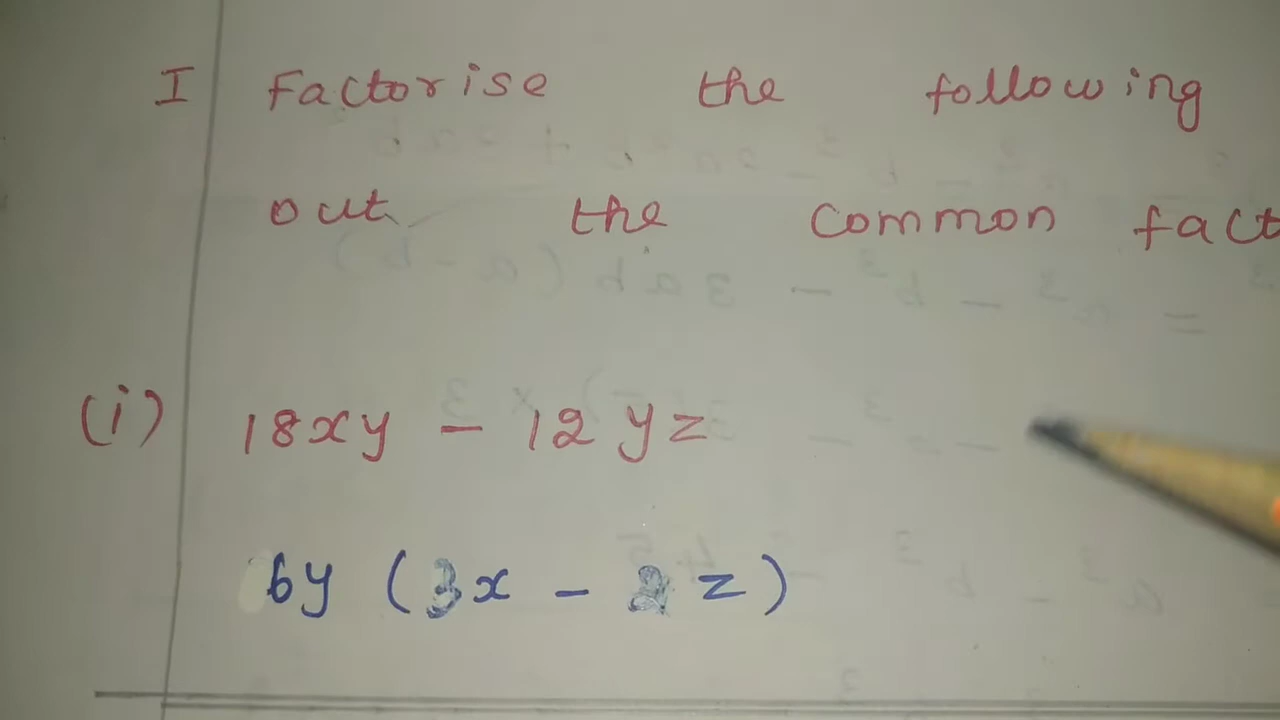 I Factorise the following
out the common fact
(i) 18xy - 12yz
6y (3x - 2z)